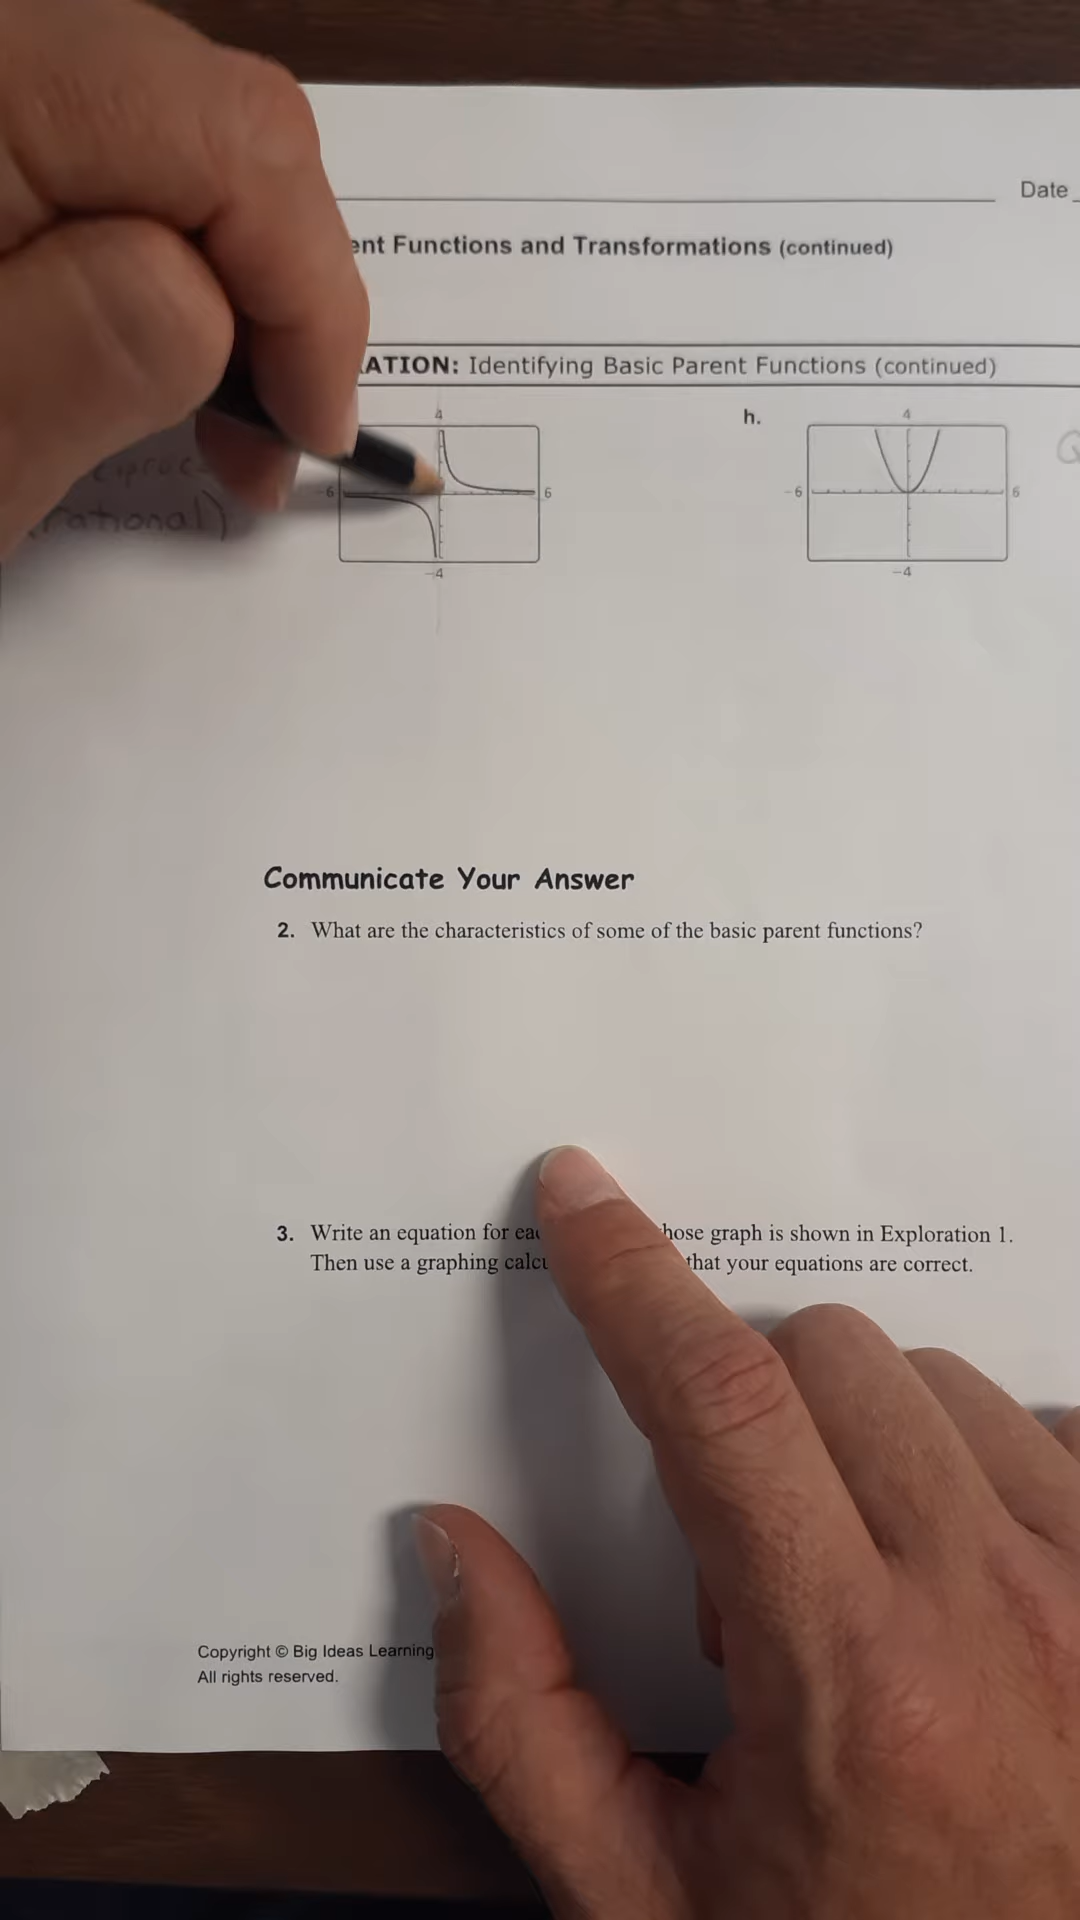 Date
ent Functions and Transformations (continued)
ATION: Identifying Basic Parent Functions (continued)
4
-6
6
-4
h.
4
-6
6
-4
rational)
Communicate Your Answer
2. What are the characteristics of some of the basic parent functions?
3. Write an equation for ea hose graph is shown in Exploration 1.
Then use a graphing calcu that your equations are correct.
Copyright © Big Ideas Learning
All rights reserved.